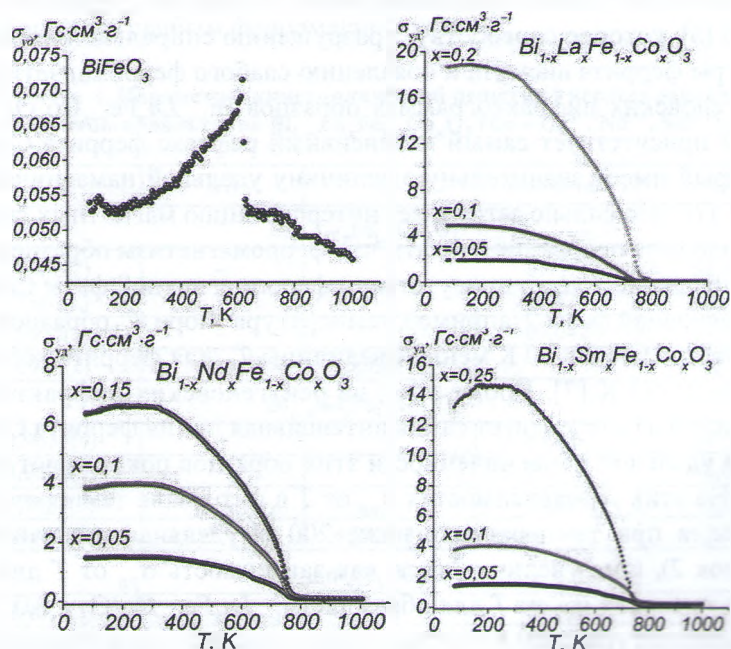 σуд, Гс·см³·г⁻¹
BiFeO₃
0,075
0,070
0,066
0,060
0,055
0,050
0,045
0 200 400 600 800 1000
T, K
σуд, Гс·см³·г⁻¹
Bi₁₋ₓLaₓFe₁₋ₓCoₓO₃
20
x=0,2
16
12
8
x=0,1
4
x=0,05
0
0 200 400 600 800 1000
T, K
σуд, Гс·см³·г⁻¹
Bi₁₋ₓNdₓFe₁₋ₓCoₓO₃
8
x=0,15
6
x=0,1
4
x=0,05
2
0
0 200 400 600 800 1000
T, K
σуд, Гс·см³·г⁻¹
Bi₁₋ₓSmₓFe₁₋ₓCoₓO₃
16
x=0,25
14
12
10
8
6
x=0,1
4
x=0,05
2
0
0 200 400 600 800 1000
T, K